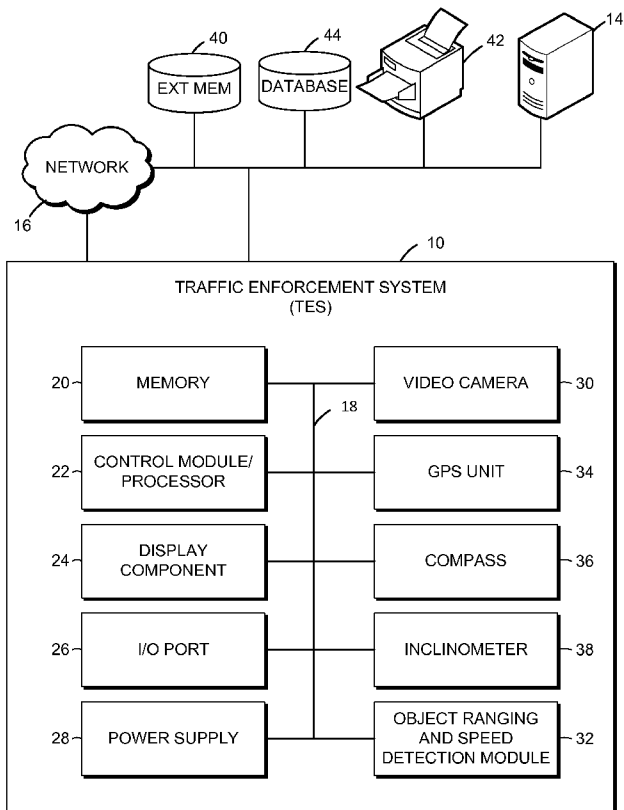 40
44
42
14
EXT MEM
DATABASE
NETWORK
16
10
TRAFFIC ENFORCEMENT SYSTEM
(TES)
20
MEMORY
VIDEO CAMERA
30
18
22
CONTROL MODULE/
PROCESSOR
GPS UNIT
34
24
DISPLAY
COMPONENT
COMPASS
36
26
I/O PORT
INCLINOMETER
38
28
POWER SUPPLY
OBJECT RANGING
AND SPEED
DETECTION MODULE
32